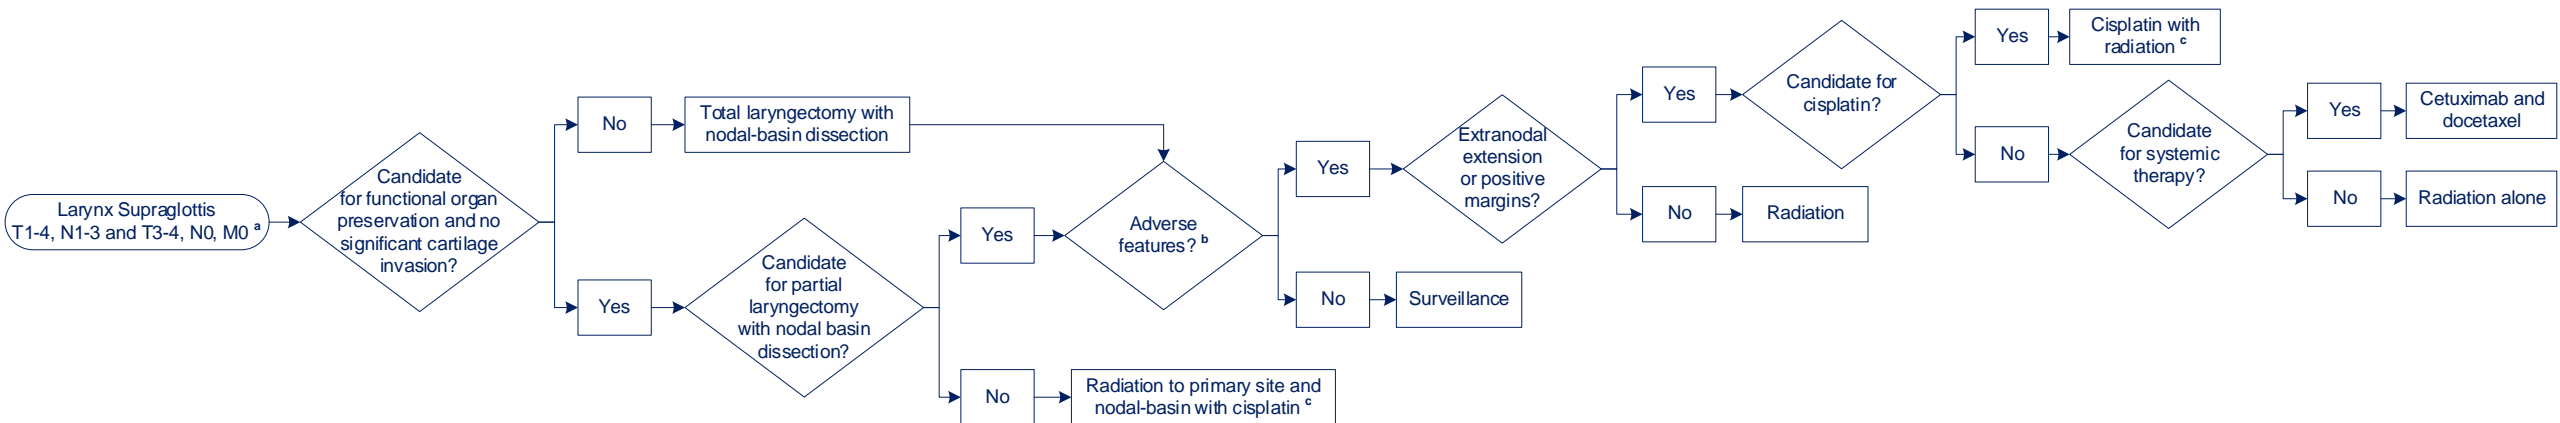 Larynx Supraglottis
T1-4, N1-3 and T3-4, N0, M0 a
Candidate
for functional organ
preservation and no
significant cartilage
invasion?
No
Total laryngectomy with
nodal-basin dissection
Yes
Candidate
for partial
laryngectomy
with nodal basin
dissection?
Yes
No
Radiation to primary site and
nodal-basin with cisplatin c
Adverse
features? b
Yes
No
Surveillance
Extranodal
extension
or positive
margins?
Yes
No
Radiation
Candidate for
cisplatin?
Yes
Cisplatin with
radiation c
No
Candidate
for systemic
therapy?
Yes
Cetuximab and
docetaxel
No
Radiation alone